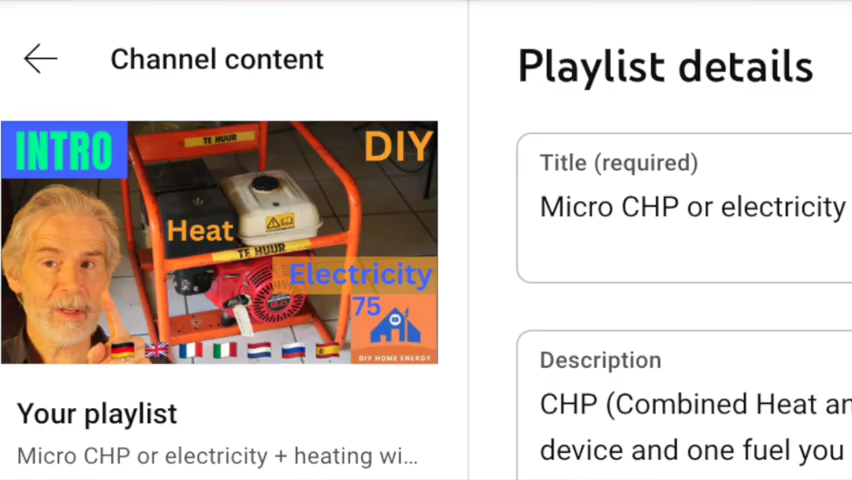 Channel content
INTRO
DIY
TE HUUR
Heat
TE HUUR
Electricity
75
DIY HOME ENERGY
Your playlist
Micro CHP or electricity + heating wi...
Playlist details
Title (required)
Micro CHP or electricity
Description
CHP (Combined Heat an
device and one fuel you